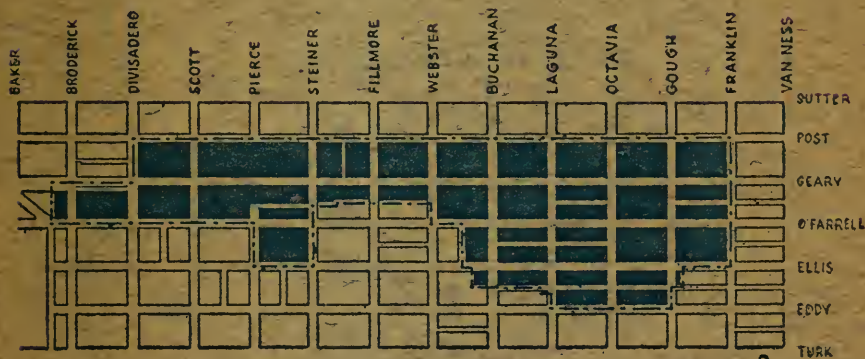 BAKER
BRODERICK
DIVISADERO
SCOTT
PIERCE
STEINER
FILLMORE
WEBSTER
BUCHANAN
LAGUNA
OCTAVIA
GOUGH
FRANKLIN
VAN NESS
SUTTER
POST
GEARY
O'FARRELL
ELLIS
EDDY
TURK